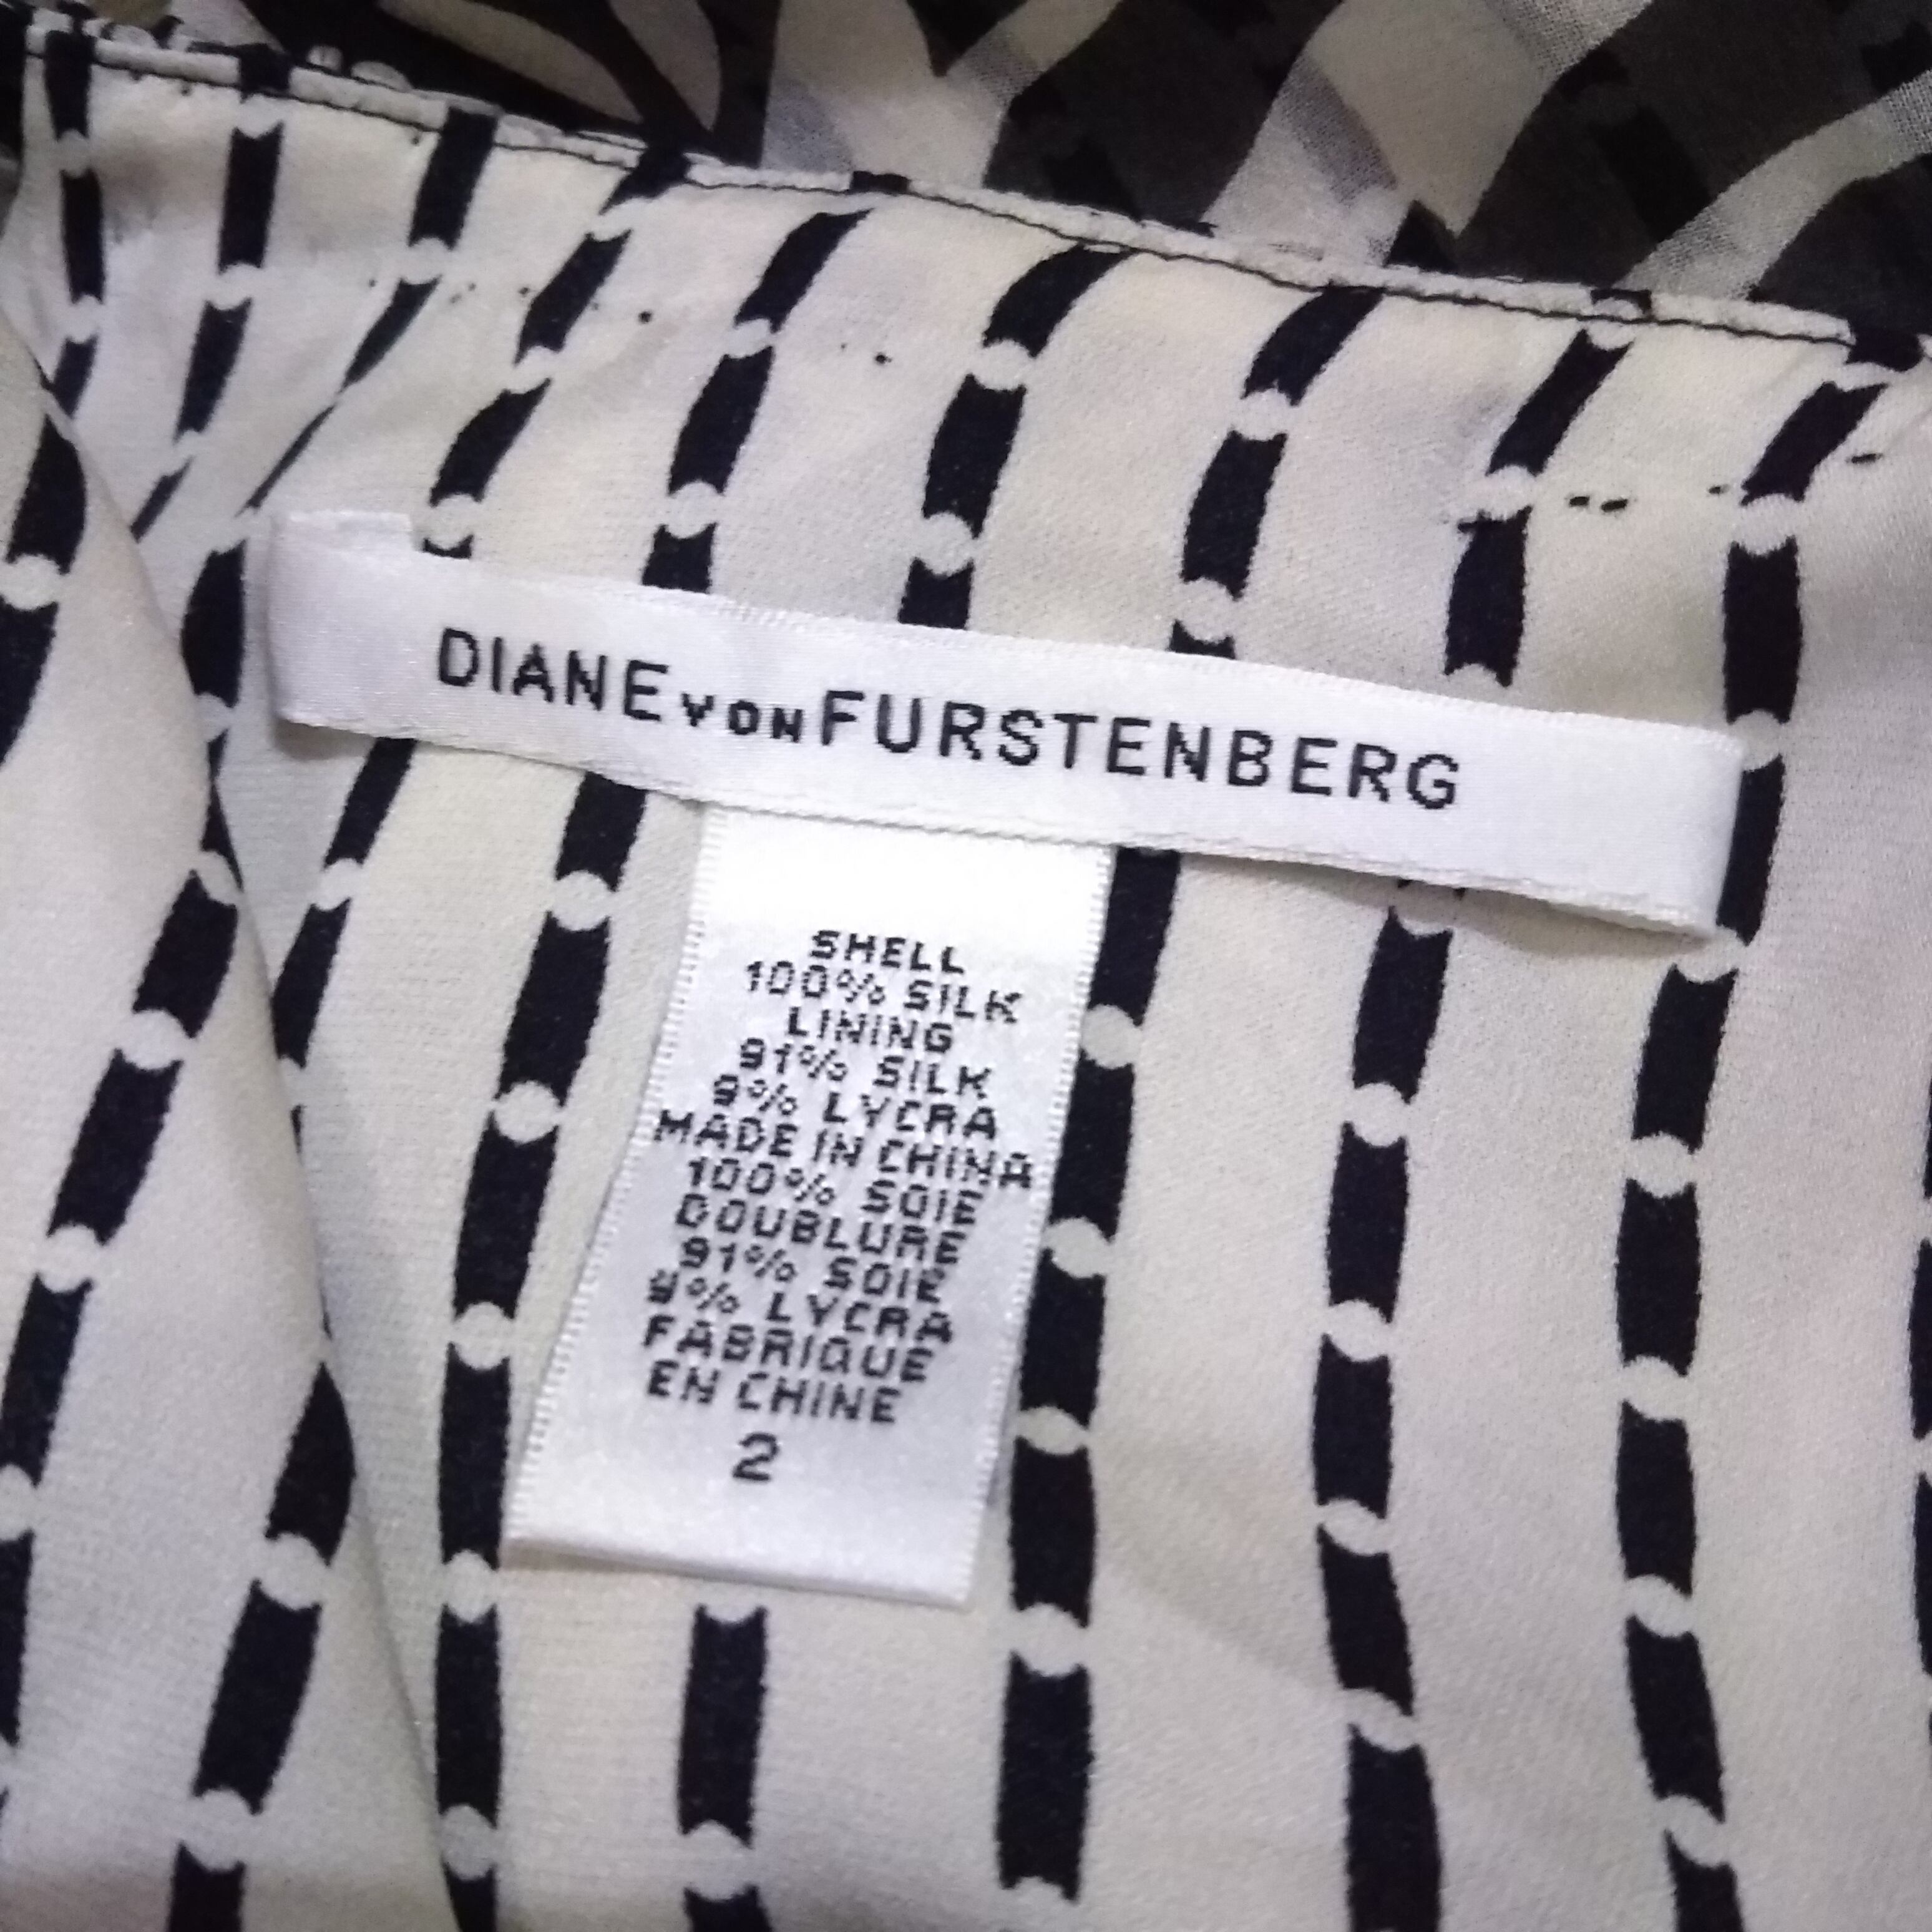 DIANE VON FURSTENBERG
SHELL
100% SILK
LINING
91% SILK
9% LYCRA
MADE IN CHINA
100% SOIE
DOUBLURE
91% SOIE
9% LYCRA
FABRIQUE
EN CHINE
2